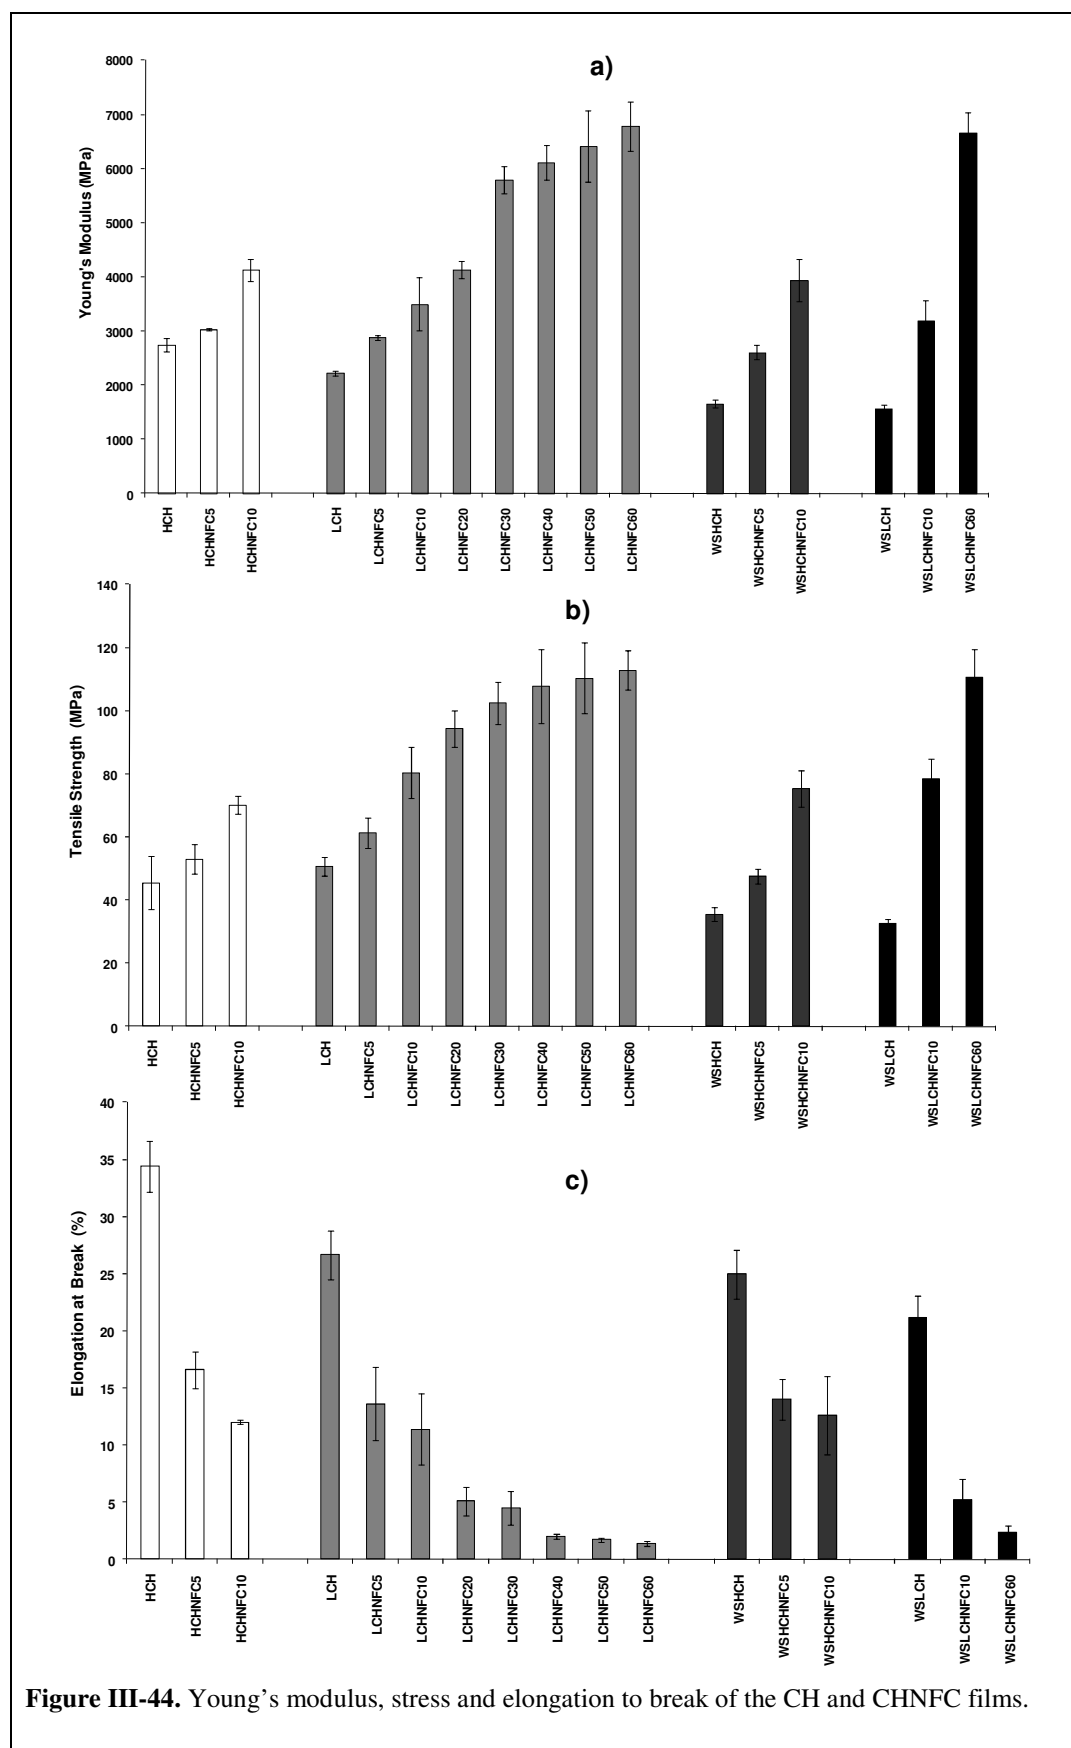 a)
Young's Modulus (MPa)
8000
7000
6000
5000
4000
3000
2000
1000
0
HCH
HCHNFC5
HCHNFC10
LCH
LCHNFC5
LCHNFC10
LCHNFC20
LCHNFC30
LCHNFC40
LCHNFC50
LCHNFC60
WSHCH
WSHCHNFC5
WSHCHNFC10
WSLCH
WSLCHNFC10
WSLCHNFC60
b)
Tensile Strength (MPa)
140
120
100
80
60
40
20
0
HCH
HCHNFC5
HCHNFC10
LCH
LCHNFC5
LCHNFC10
LCHNFC20
LCHNFC30
LCHNFC40
LCHNFC50
LCHNFC60
WSHCH
WSHCHNFC5
WSHCHNFC10
WSLCH
WSLCHNFC10
WSLCHNFC60
c)
Elongation at Break (%)
40
35
30
25
20
15
10
5
0
HCH
HCHNFC5
HCHNFC10
LCH
LCHNFC5
LCHNFC10
LCHNFC20
LCHNFC30
LCHNFC40
LCHNFC50
LCHNFC60
WSHCH
WSHCHNFC5
WSHCHNFC10
WSLCH
WSLCHNFC10
WSLCHNFC60
Figure III-44. Young’s modulus, stress and elongation to break of the CH and CHNFC films.